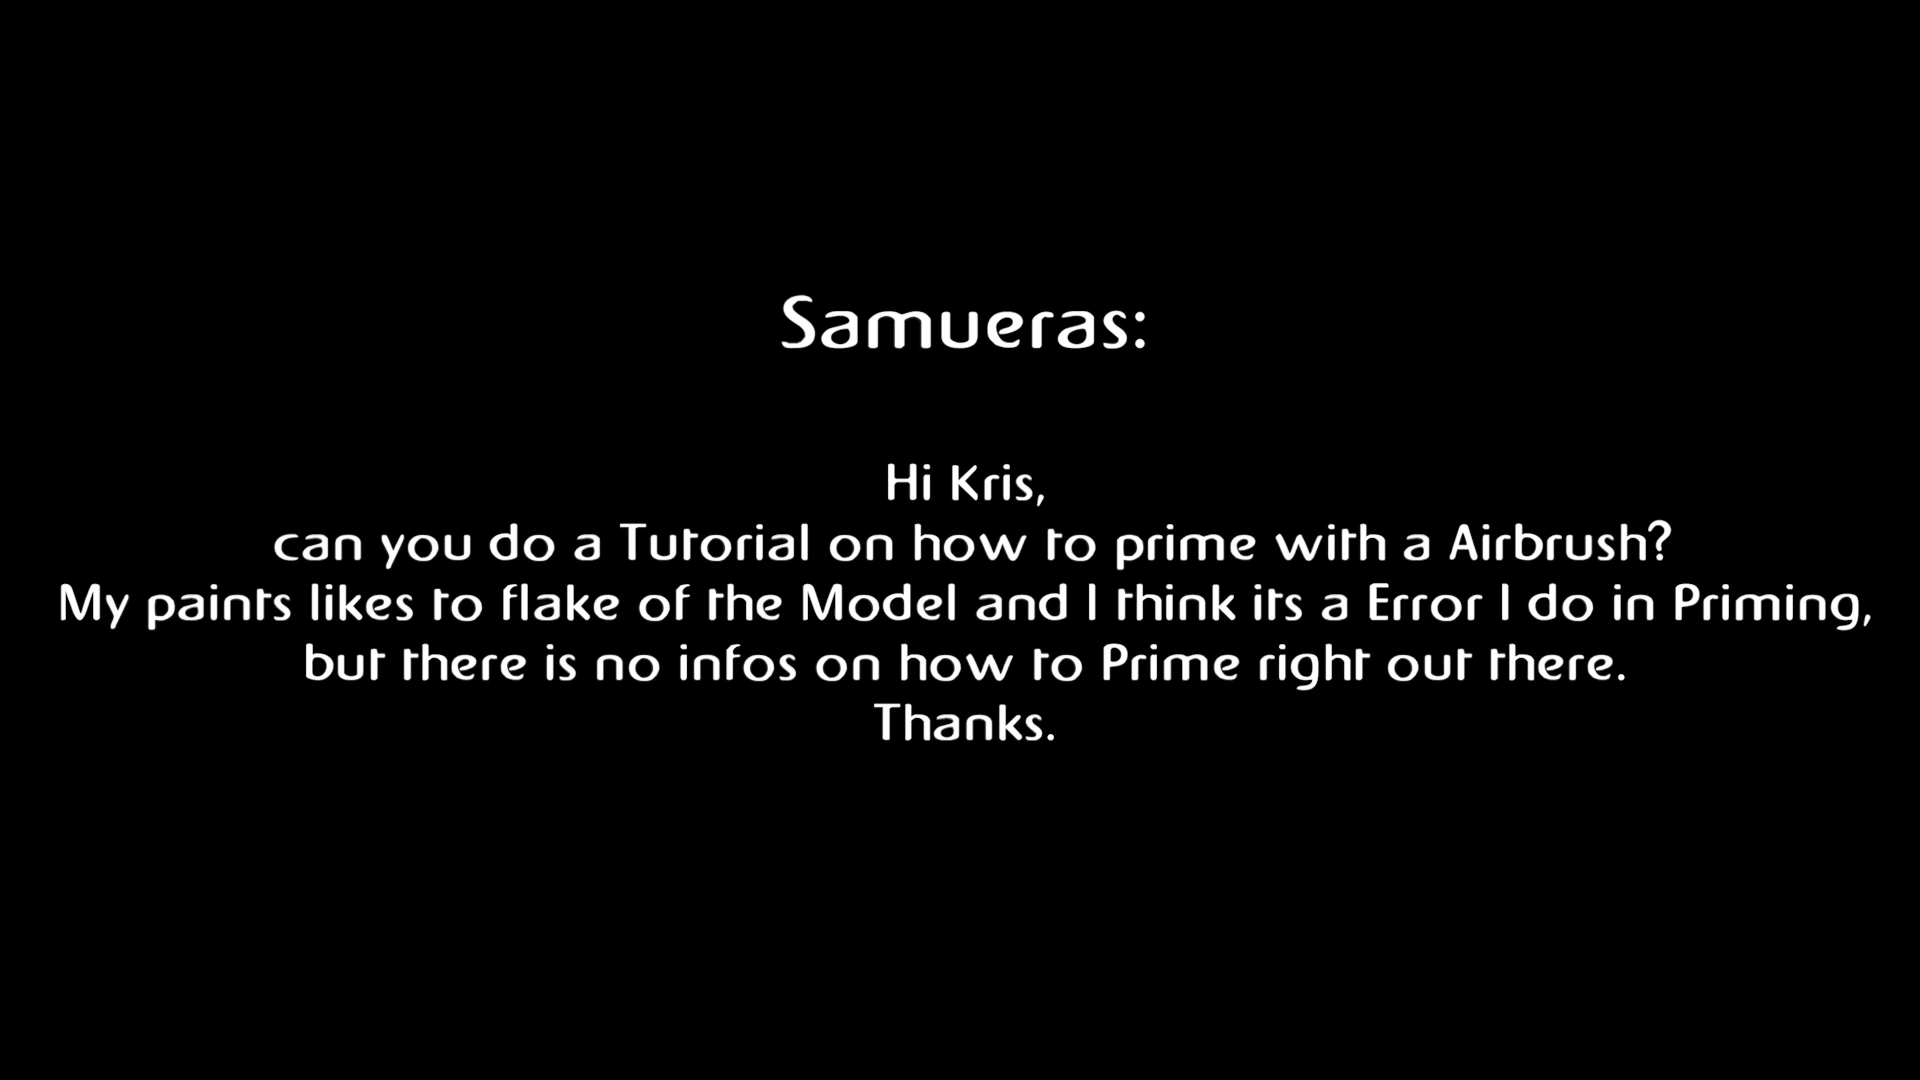 Samueras:
Hi Kris,
can you do a Tutorial on how to prime with a Airbrush?
My paints likes to flake of the Model and I think its a Error I do in Priming,
but there is no infos on how to Prime right out there.
Thanks.